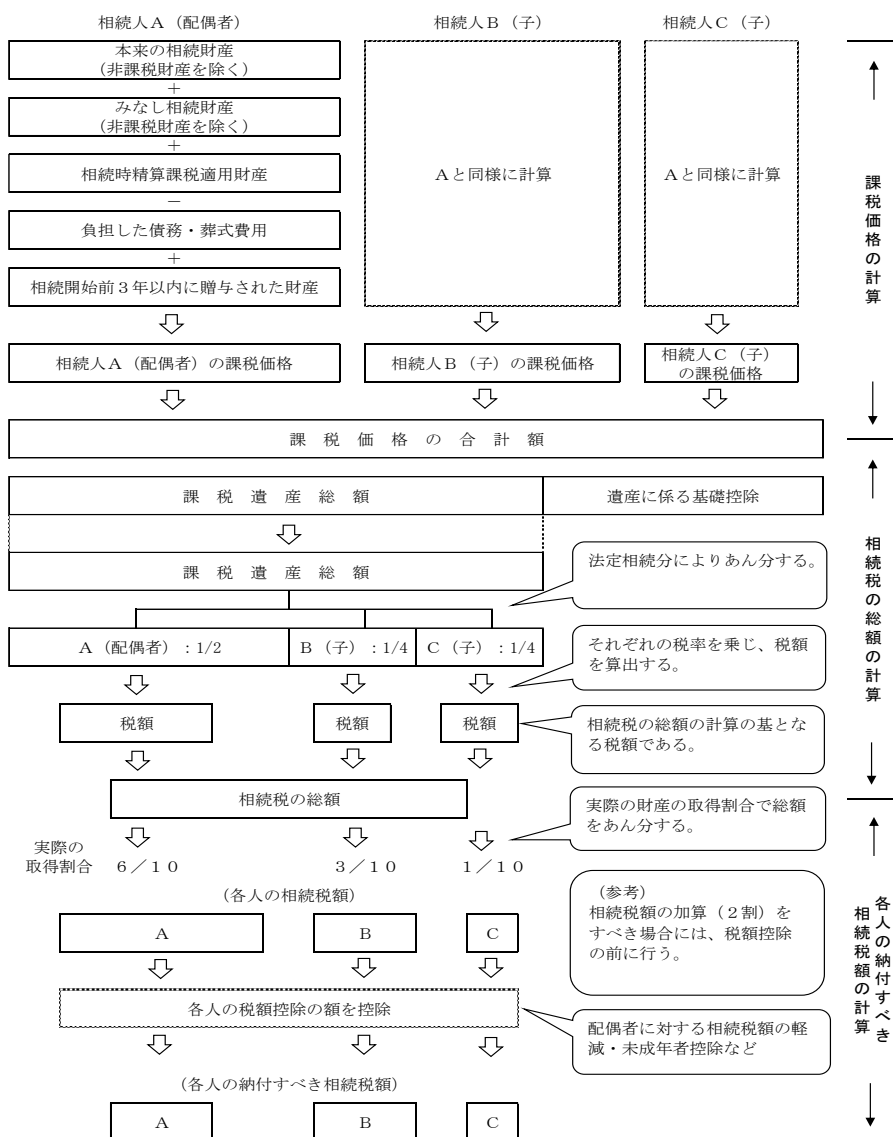 相続人A（配偶者）
相続人B（子）
相続人C（子）
本来の相続財産
（非課税財産を除く）
＋
みなし相続財産
（非課税財産を除く）
＋
相続時精算課税適用財産
－
負担した債務・葬式費用
＋
相続開始前３年以内に贈与された財産
Aと同様に計算
Aと同様に計算
課税価格の計算
相続人A（配偶者）の課税価格
相続人B（子）の課税価格
相続人C（子）
の課税価格
課税価格の合計額
課税遺産総額
遺産に係る基礎控除
課税遺産総額
法定相続分によりあん分する。
A（配偶者）：1/2
B（子）：1/4
C（子）：1/4
それぞれの税率を乗じ、税額
を算出する。
税額
税額
税額
相続税の総額の計算の基とな
る税額である。
相続税の総額
相続税の総額の計算
実際の財産の取得割合で総額
をあん分する。
実際の
取得割合
６／１０
３／１０
１／１０
（各人の相続税額）
A
B
C
（参考）
相続税額の加算（２割）を
すべき場合には、税額控除
の前に行う。
各人の税額控除の額を控除
配偶者に対する相続税額の軽
減・未成年者控除など
（各人の納付すべき相続税額）
A
B
C
各人の納付すべき
相続税額の計算